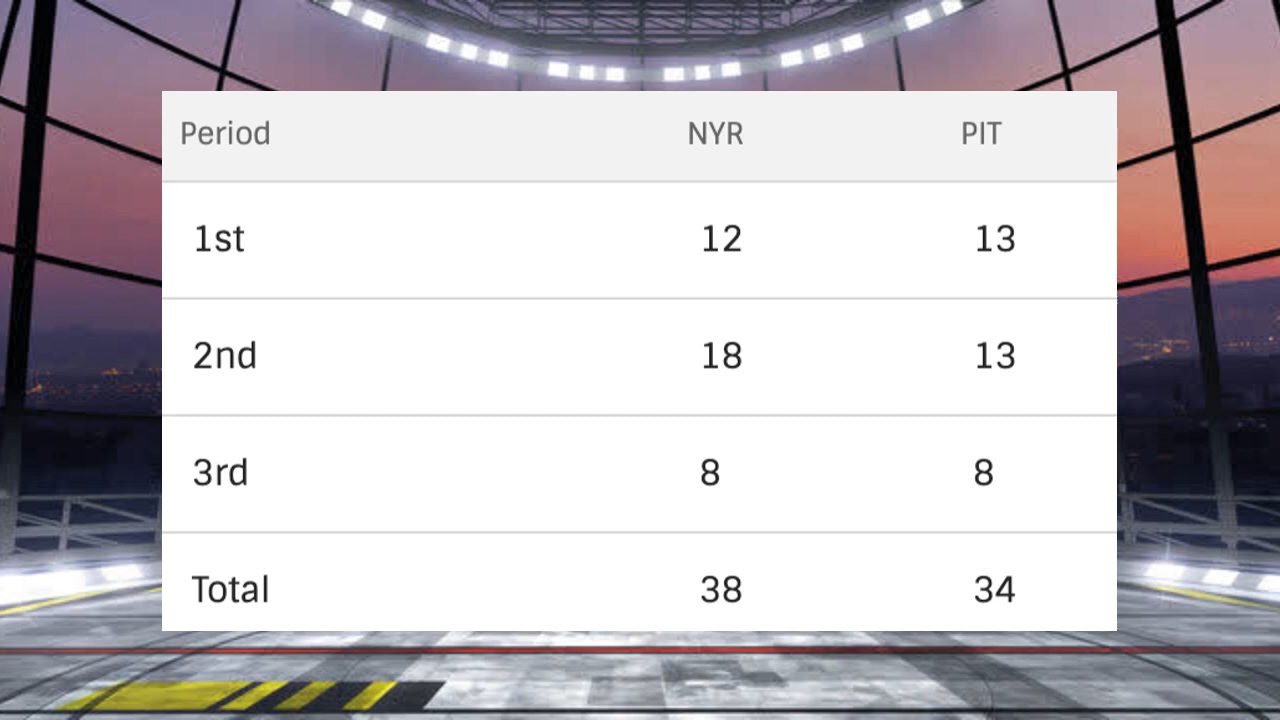 Period NYR PIT
1st 12 13
2nd 18 13
3rd 8 8
Total 38 34